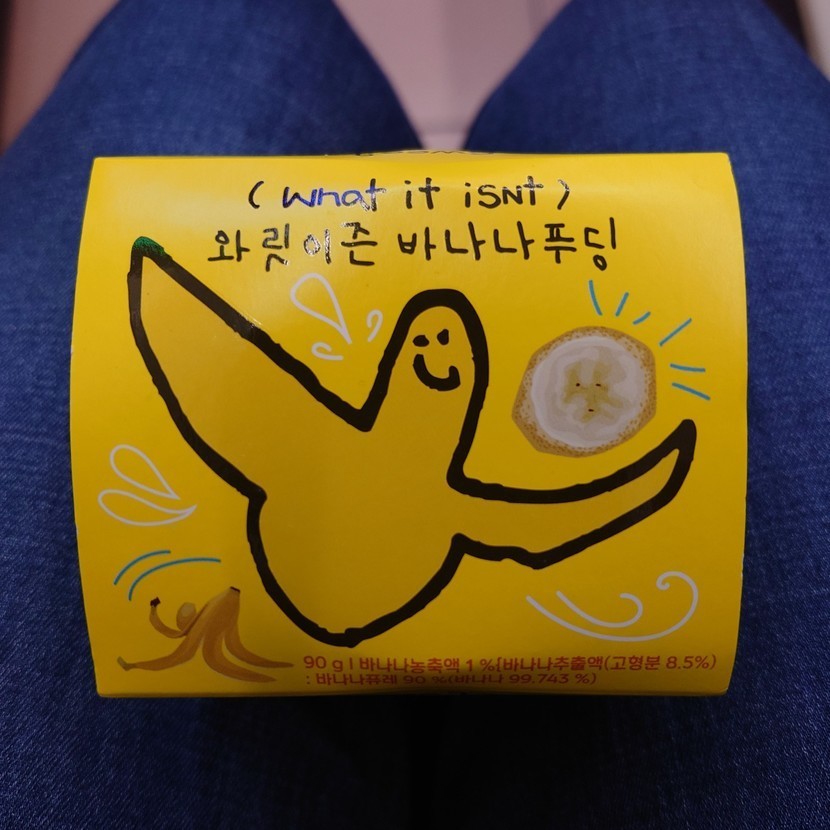 (what it isNt)
와릿이즌 바나나푸딩
90 g | 바나나농축액 1 %{바나나추출액(고형분 8.5%)
: 바나나퓨레 90 %(바나나 99.743 %)